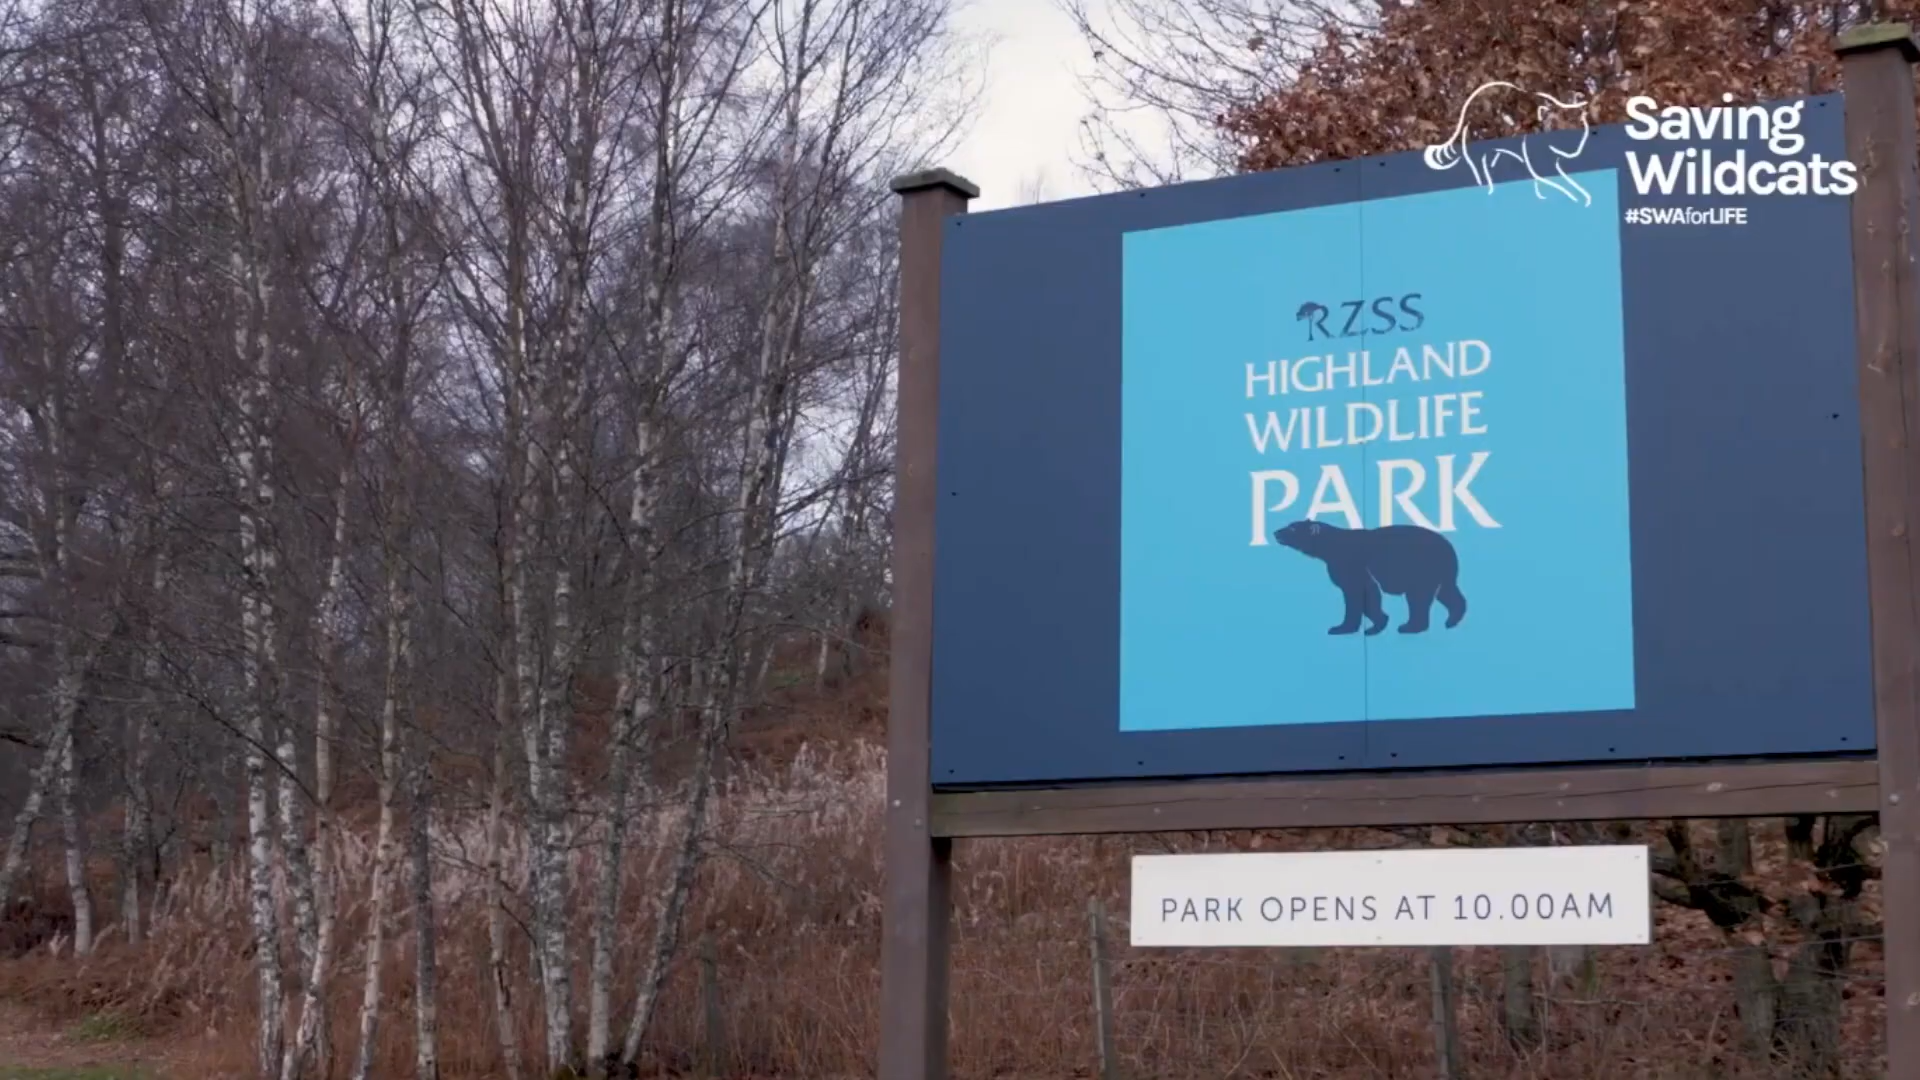 Saving
Wildcats
#SWAforLIFE
RZSS
HIGHLAND
WILDLIFE
PARK
PARK OPENS AT 10.00AM